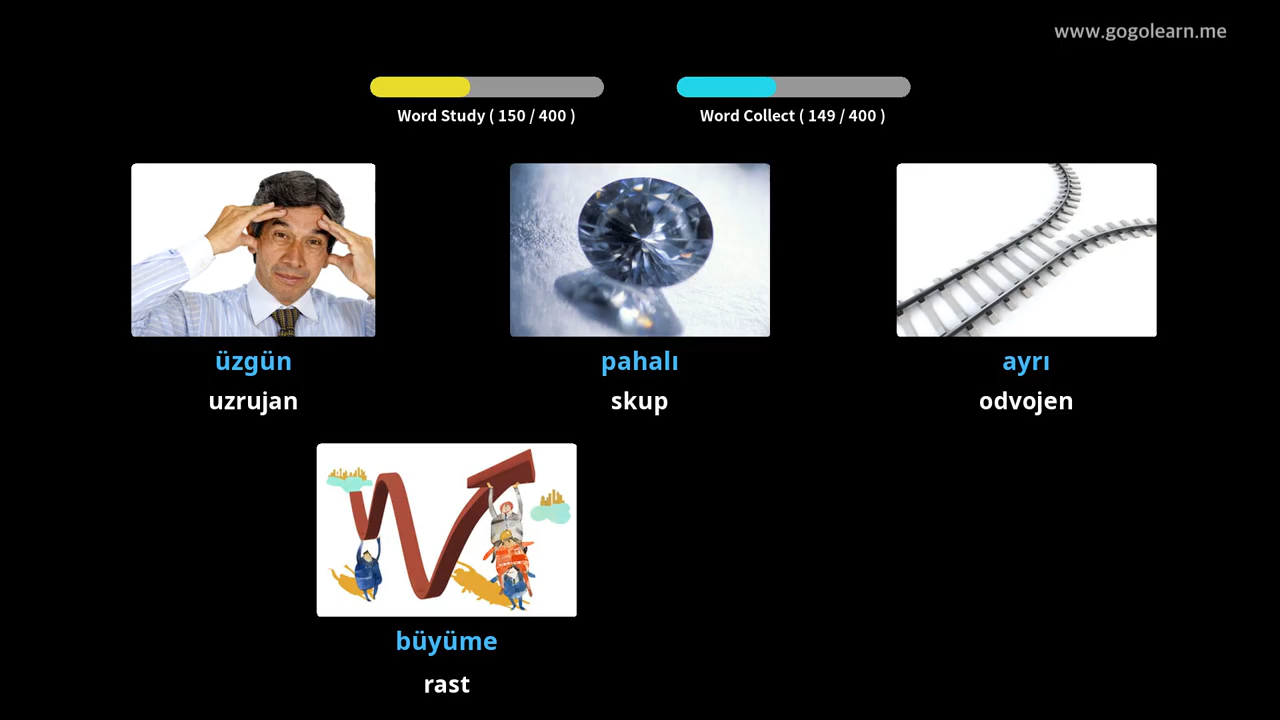 www.gogolearn.me
Word Study ( 150 / 400 )
Word Collect ( 149 / 400 )
üzgün
uzrujan
pahalı
skup
ayrı
odvojen
büyüme
rast